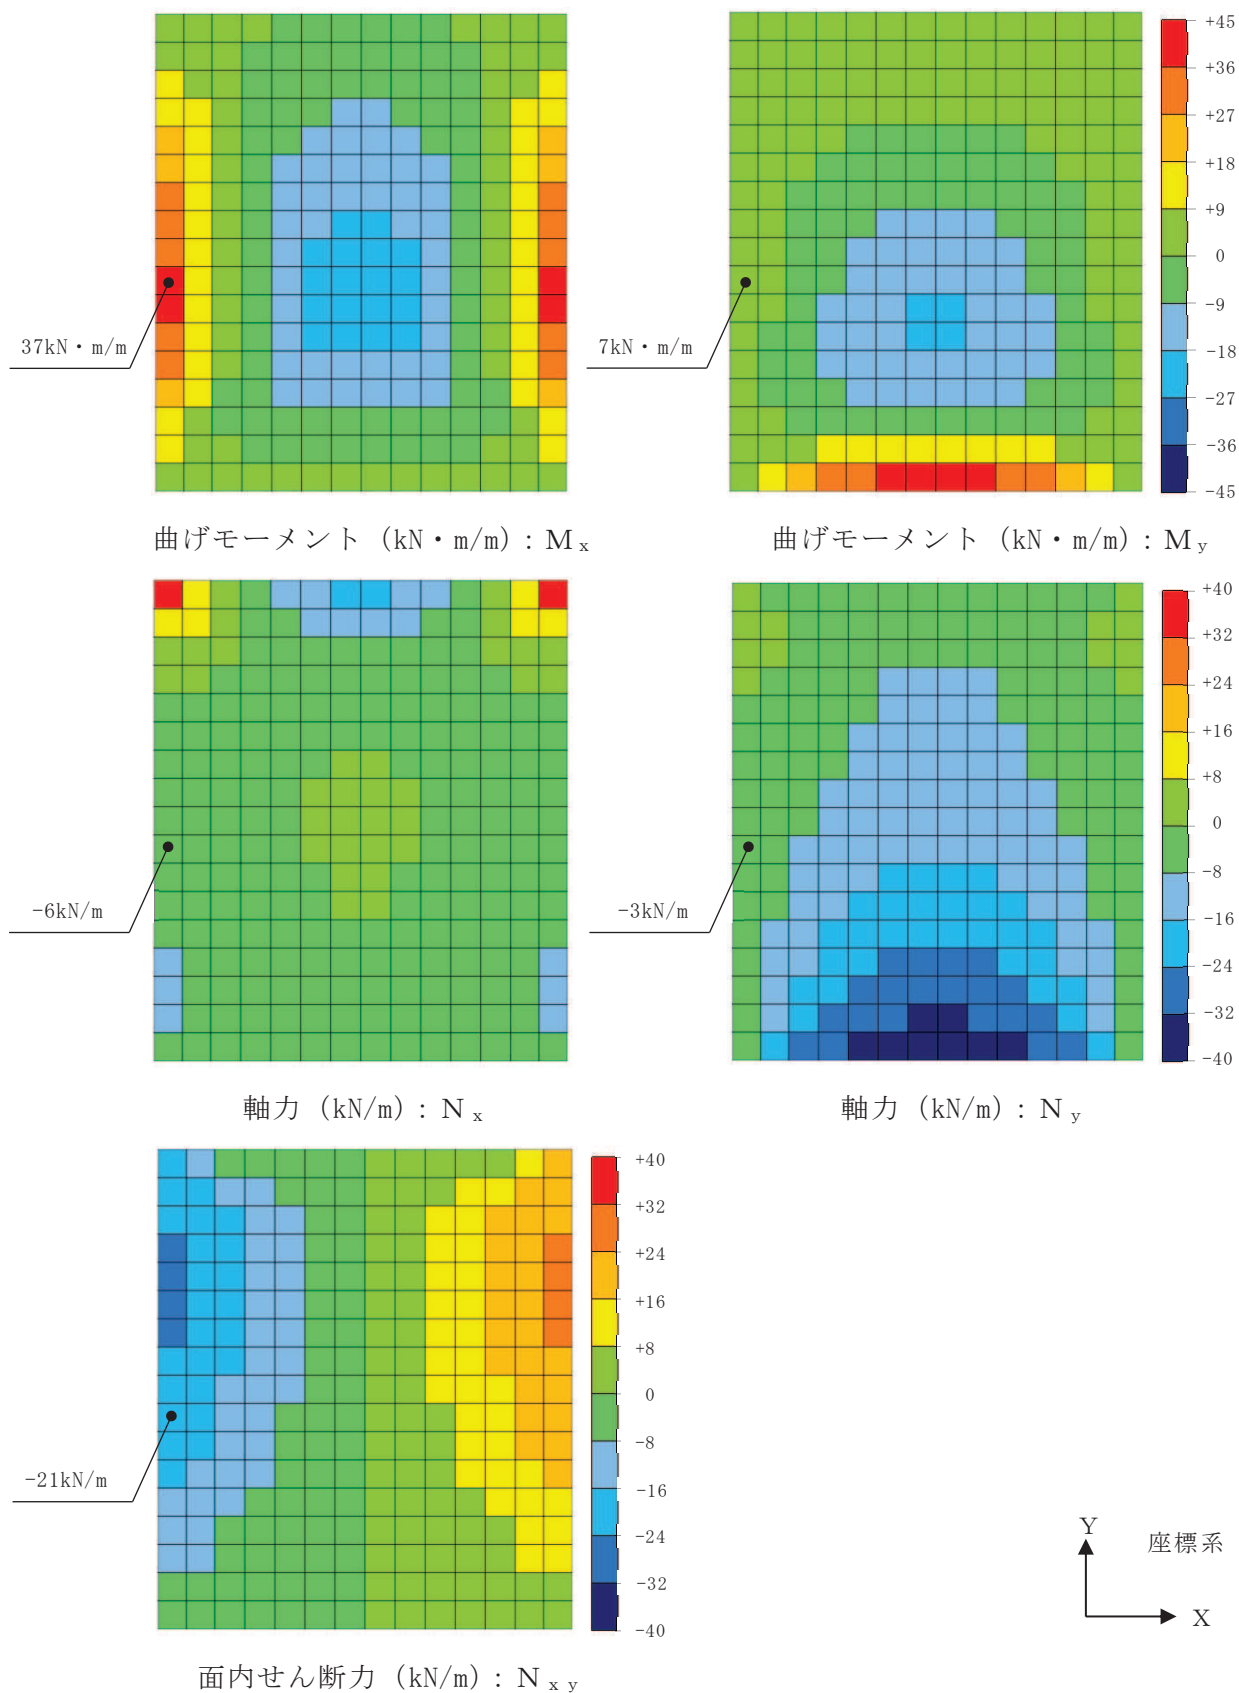 +45
+36
+27
+18
+9
0
-9
-18
-27
-36
-45
37kN・m/m
7kN・m/m
曲げモーメント (kN・m/m) : Mx
曲げモーメント (kN・m/m) : My
+40
+32
+24
+16
+8
0
-8
-16
-24
-32
-40
-6kN/m
-3kN/m
軸力 (kN/m) : Nx
軸力 (kN/m) : Ny
+40
+32
+24
+16
+8
0
-8
-16
-24
-32
-40
-21kN/m
Y
座標系
X
面内せん断力 (kN/m) : Nxy